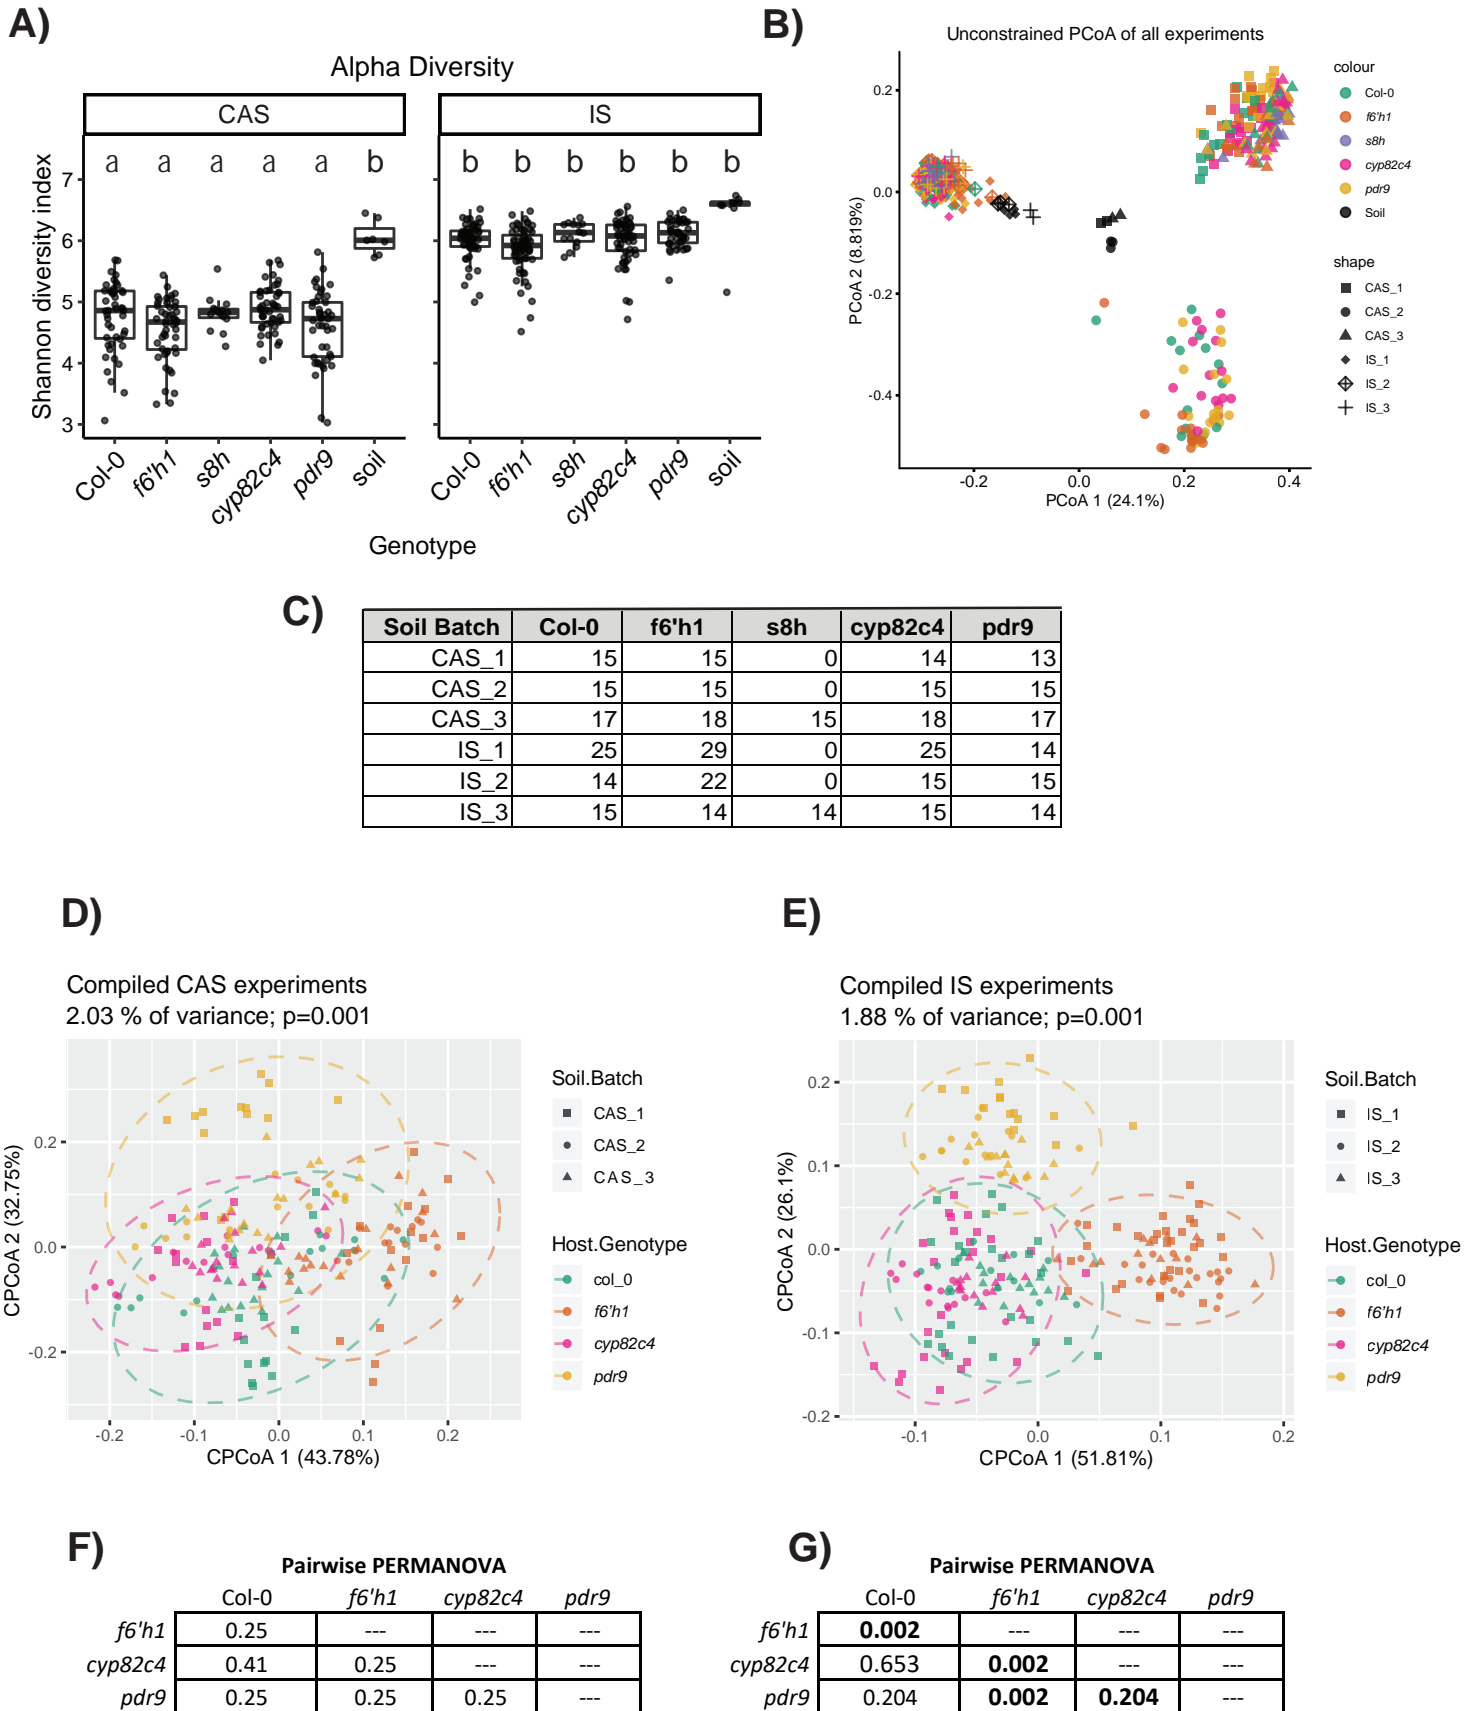 A)
Alpha Diversity
CAS
IS
a a a a a b
b b b b b b
Shannon diversity index
7
6
5
4
3
Col-0 f6'h1 s8h cyp82c4 pdr9 soil
Col-0 f6'h1 s8h cyp82c4 pdr9 soil
Genotype
B)
Unconstrained PCoA of all experiments
PCoA 2 (8.819%)
0.2
0.0
-0.2
-0.4
-0.2 0.0 0.2 0.4
PCoA 1 (24.1%)
colour
Col-0
f6'h1
s8h
cyp82c4
pdr9
Soil
shape
CAS_1
CAS_2
CAS_3
IS_1
IS_2
IS_3
C)
Soil Batch Col-0 f6'h1 s8h cyp82c4 pdr9
CAS_1 15 15 0 14 13
CAS_2 15 15 0 15 15
CAS_3 17 18 15 18 17
IS_1 25 29 0 25 14
IS_2 14 22 0 15 15
IS_3 15 14 14 15 14
D)
Compiled CAS experiments
2.03 % of variance; p=0.001
CPCoA 2 (32.75%)
0.2
0.0
-0.2
-0.2 -0.1 0.0 0.1 0.2
CPCoA 1 (43.78%)
Soil.Batch
CAS_1
CAS_2
CAS_3
Host.Genotype
col_0
f6'h1
cyp82c4
pdr9
E)
Compiled IS experiments
1.88 % of variance; p=0.001
CPCoA 2 (26.1%)
0.2
0.1
0.0
-0.1
-0.2
-0.1 0.0 0.1 0.2
CPCoA 1 (51.81%)
Soil.Batch
IS_1
IS_2
IS_3
Host.Genotype
col_0
f6'h1
cyp82c4
pdr9
F)
Pairwise PERMANOVA
Col-0 f6'h1 cyp82c4 pdr9
f6'h1 0.25 --- --- ---
cyp82c4 0.41 0.25 --- ---
pdr9 0.25 0.25 0.25 ---
G)
Pairwise PERMANOVA
Col-0 f6'h1 cyp82c4 pdr9
f6'h1 0.002 --- --- ---
cyp82c4 0.653 0.002 --- ---
pdr9 0.204 0.002 0.204 ---